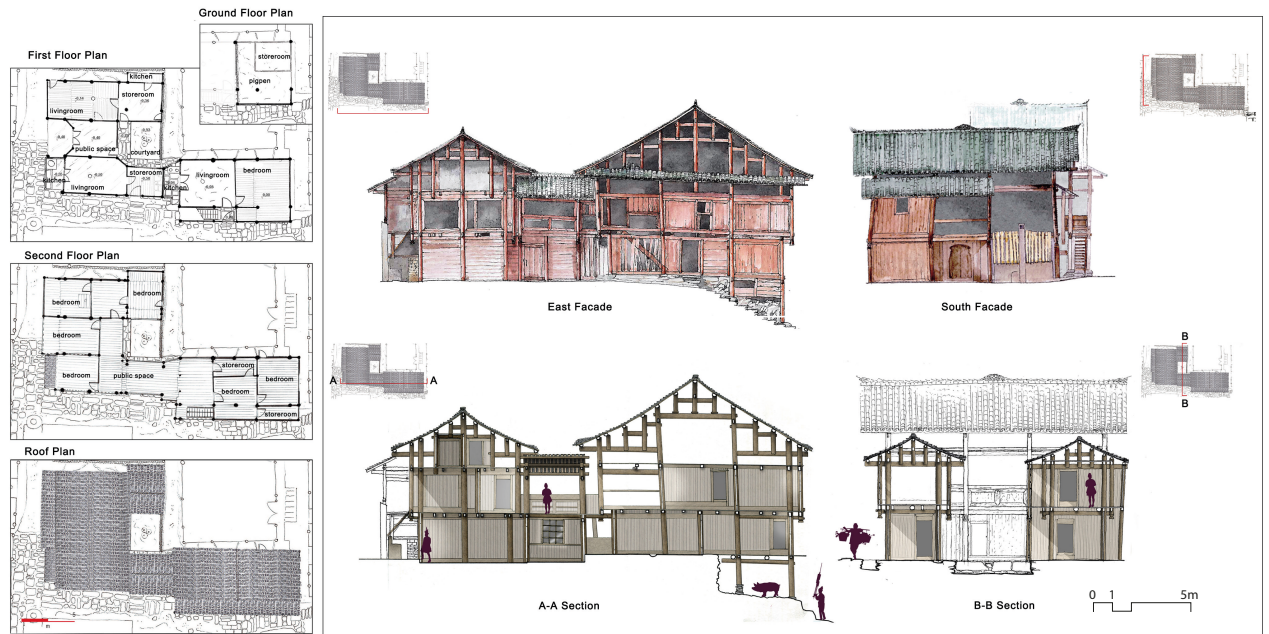 Ground Floor Plan
storeroom
pigpen
First Floor Plan
kitchen
storeroom
livingroom
public space
courtyard
kitchen
livingroom
storeroom
kitchen
livingroom
bedroom
Second Floor Plan
bedroom
bedroom
bedroom
bedroom
public space
storeroom
bedroom
bedroom
storeroom
Roof Plan
m
East Facade
South Facade
A
A
A-A Section
B
B
B-B Section
0 1 5m